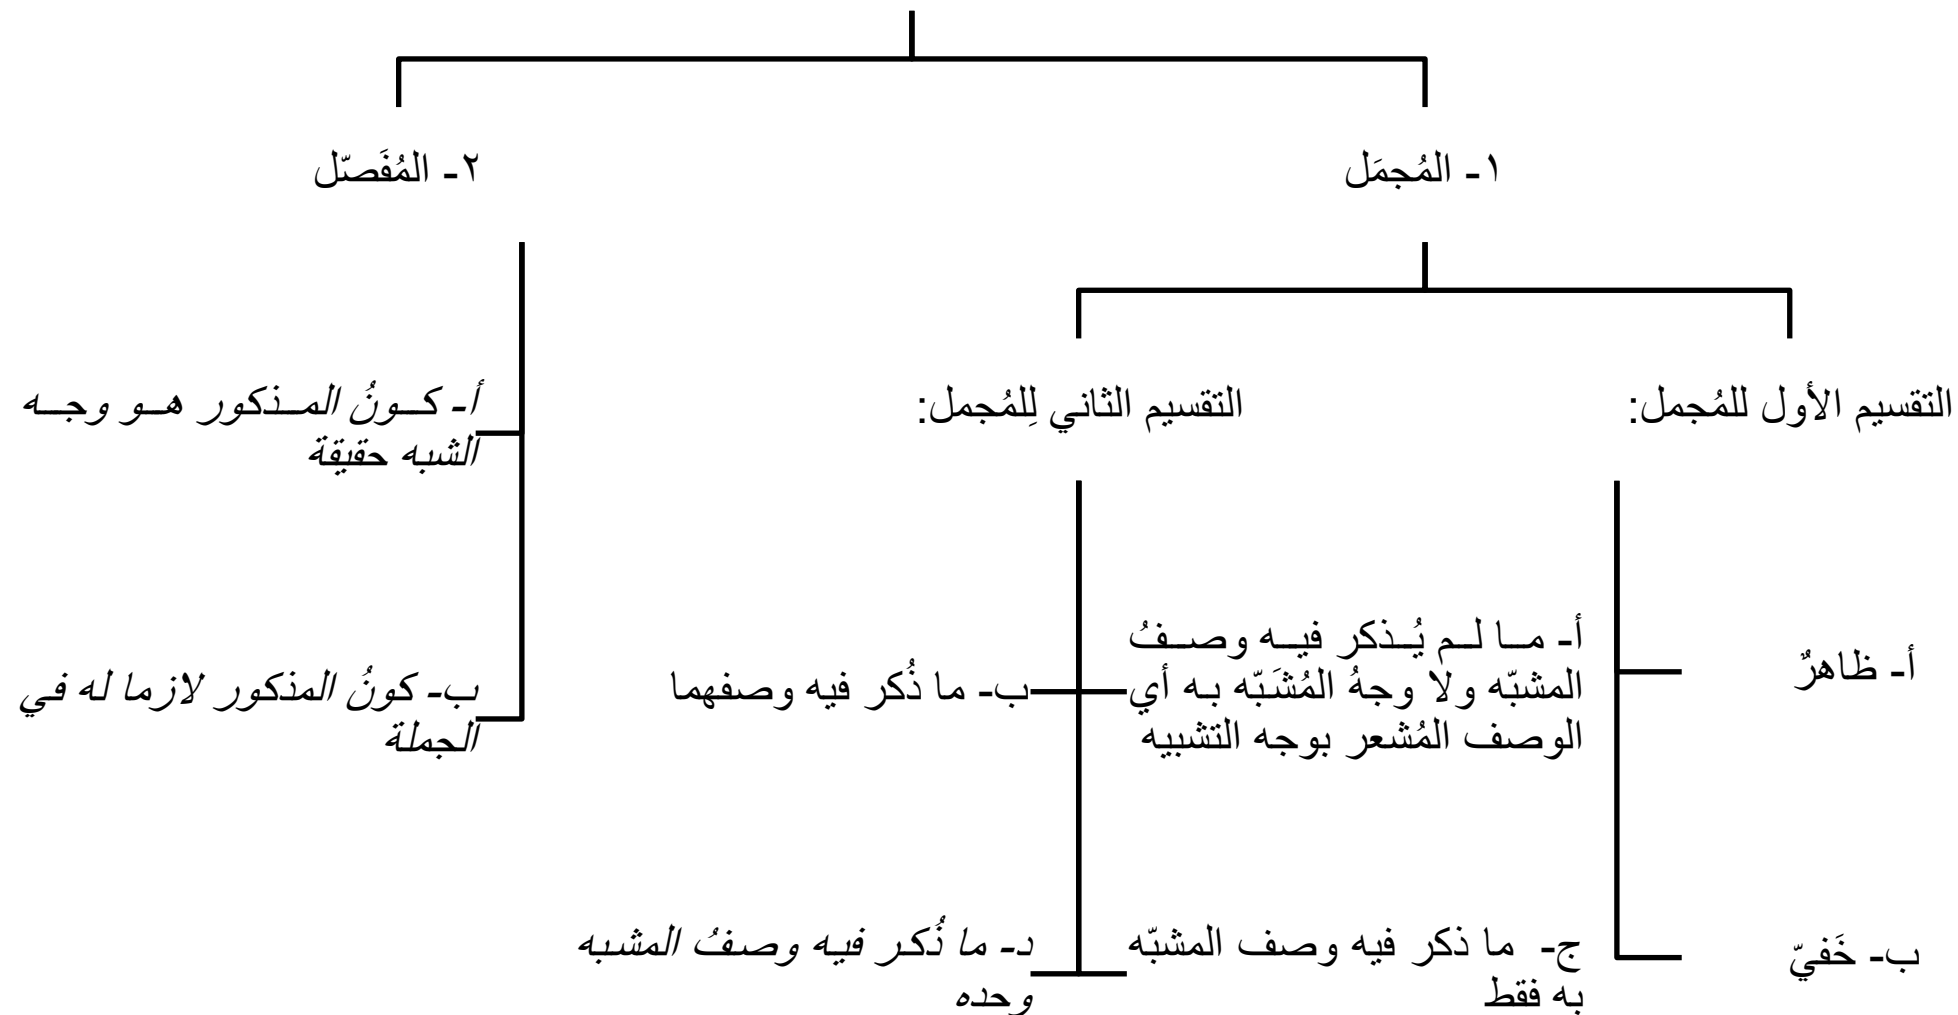 ١- المُجمَل
٢- المُفَصّل
التقسيم الأول للمُجمل:
التقسيم الثاني لِلمُجمل:
أ- كونُ المذكور هو وجه
الشبه حقيقة
أ- ظاهرٌ
أ- ما لم يُذكر فيه وصفُ
المشبّه ولا وجهُ المُشَبّه به أي
الوصف المُشعر بوجه التشبيه
ب- ما ذُكر فيه وصفهما
ب- كونُ المذكور لازما له في
الجملة
ب- خَفيّ
ج- ما ذكر فيه وصف المشبّه
به فقط
د- ما ذُكر فيه وصفُ المشبه
وحده